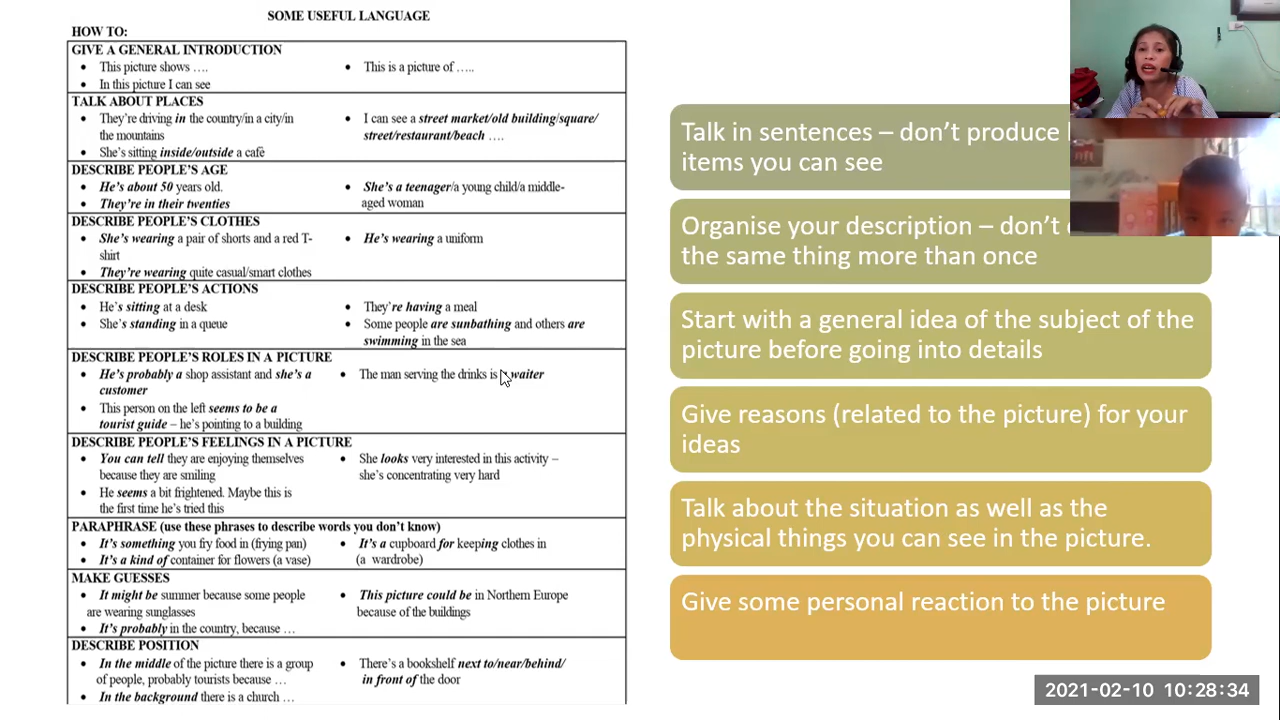 SOME USEFUL LANGUAGE
HOW TO:
GIVE A GENERAL INTRODUCTION
• This picture shows ….
• In this picture I can see
• This is a picture of …..
TALK ABOUT PLACES
• They're driving in the country/in a city/in
the mountains
• She's sitting inside/outside a café
• I can see a street market/old building/square/
street/restaurant/beach ….
DESCRIBE PEOPLE'S AGE
• He's about 50 years old.
• They're in their twenties
• She's a teenager/a young child/a middle-
aged woman
DESCRIBE PEOPLE'S CLOTHES
• She's wearing a pair of shorts and a red T-
shirt
• They're wearing quite casual/smart clothes
• He's wearing a uniform
DESCRIBE PEOPLE'S ACTIONS
• He's sitting at a desk
• She's standing in a queue
• They're having a meal
• Some people are sunbathing and others are
swimming in the sea
DESCRIBE PEOPLE'S ROLES IN A PICTURE
• He's probably a shop assistant and she's a
customer
• This person on the left seems to be a
tourist guide – he's pointing to a building
• The man serving the drinks is waiter
DESCRIBE PEOPLE'S FEELINGS IN A PICTURE
• You can tell they are enjoying themselves
because they are smiling
• He seems a bit frightened. Maybe this is
the first time he's tried this
• She looks very interested in this activity –
she's concentrating very hard
PARAPHRASE (use these phrases to describe words you don't know)
• It's something you fry food in (frying pan)
• It's a kind of container for flowers (a vase)
• It's a cupboard for keeping clothes in
(a wardrobe)
MAKE GUESSES
• It might be summer because some people
are wearing sunglasses
• It's probably in the country, because …
• This picture could be in Northern Europe
because of the buildings
DESCRIBE POSITION
• In the middle of the picture there is a group
of people, probably tourists because …
• In the background there is a church …
• There's a bookshelf next to/near/behind/
in front of the door
Talk in sentences – don't produce
items you can see
Organise your description – don't
the same thing more than once
Start with a general idea of the subject of the
picture before going into details
Give reasons (related to the picture) for your
ideas
Talk about the situation as well as the
physical things you can see in the picture.
Give some personal reaction to the picture
2021-02-10 10:28:34